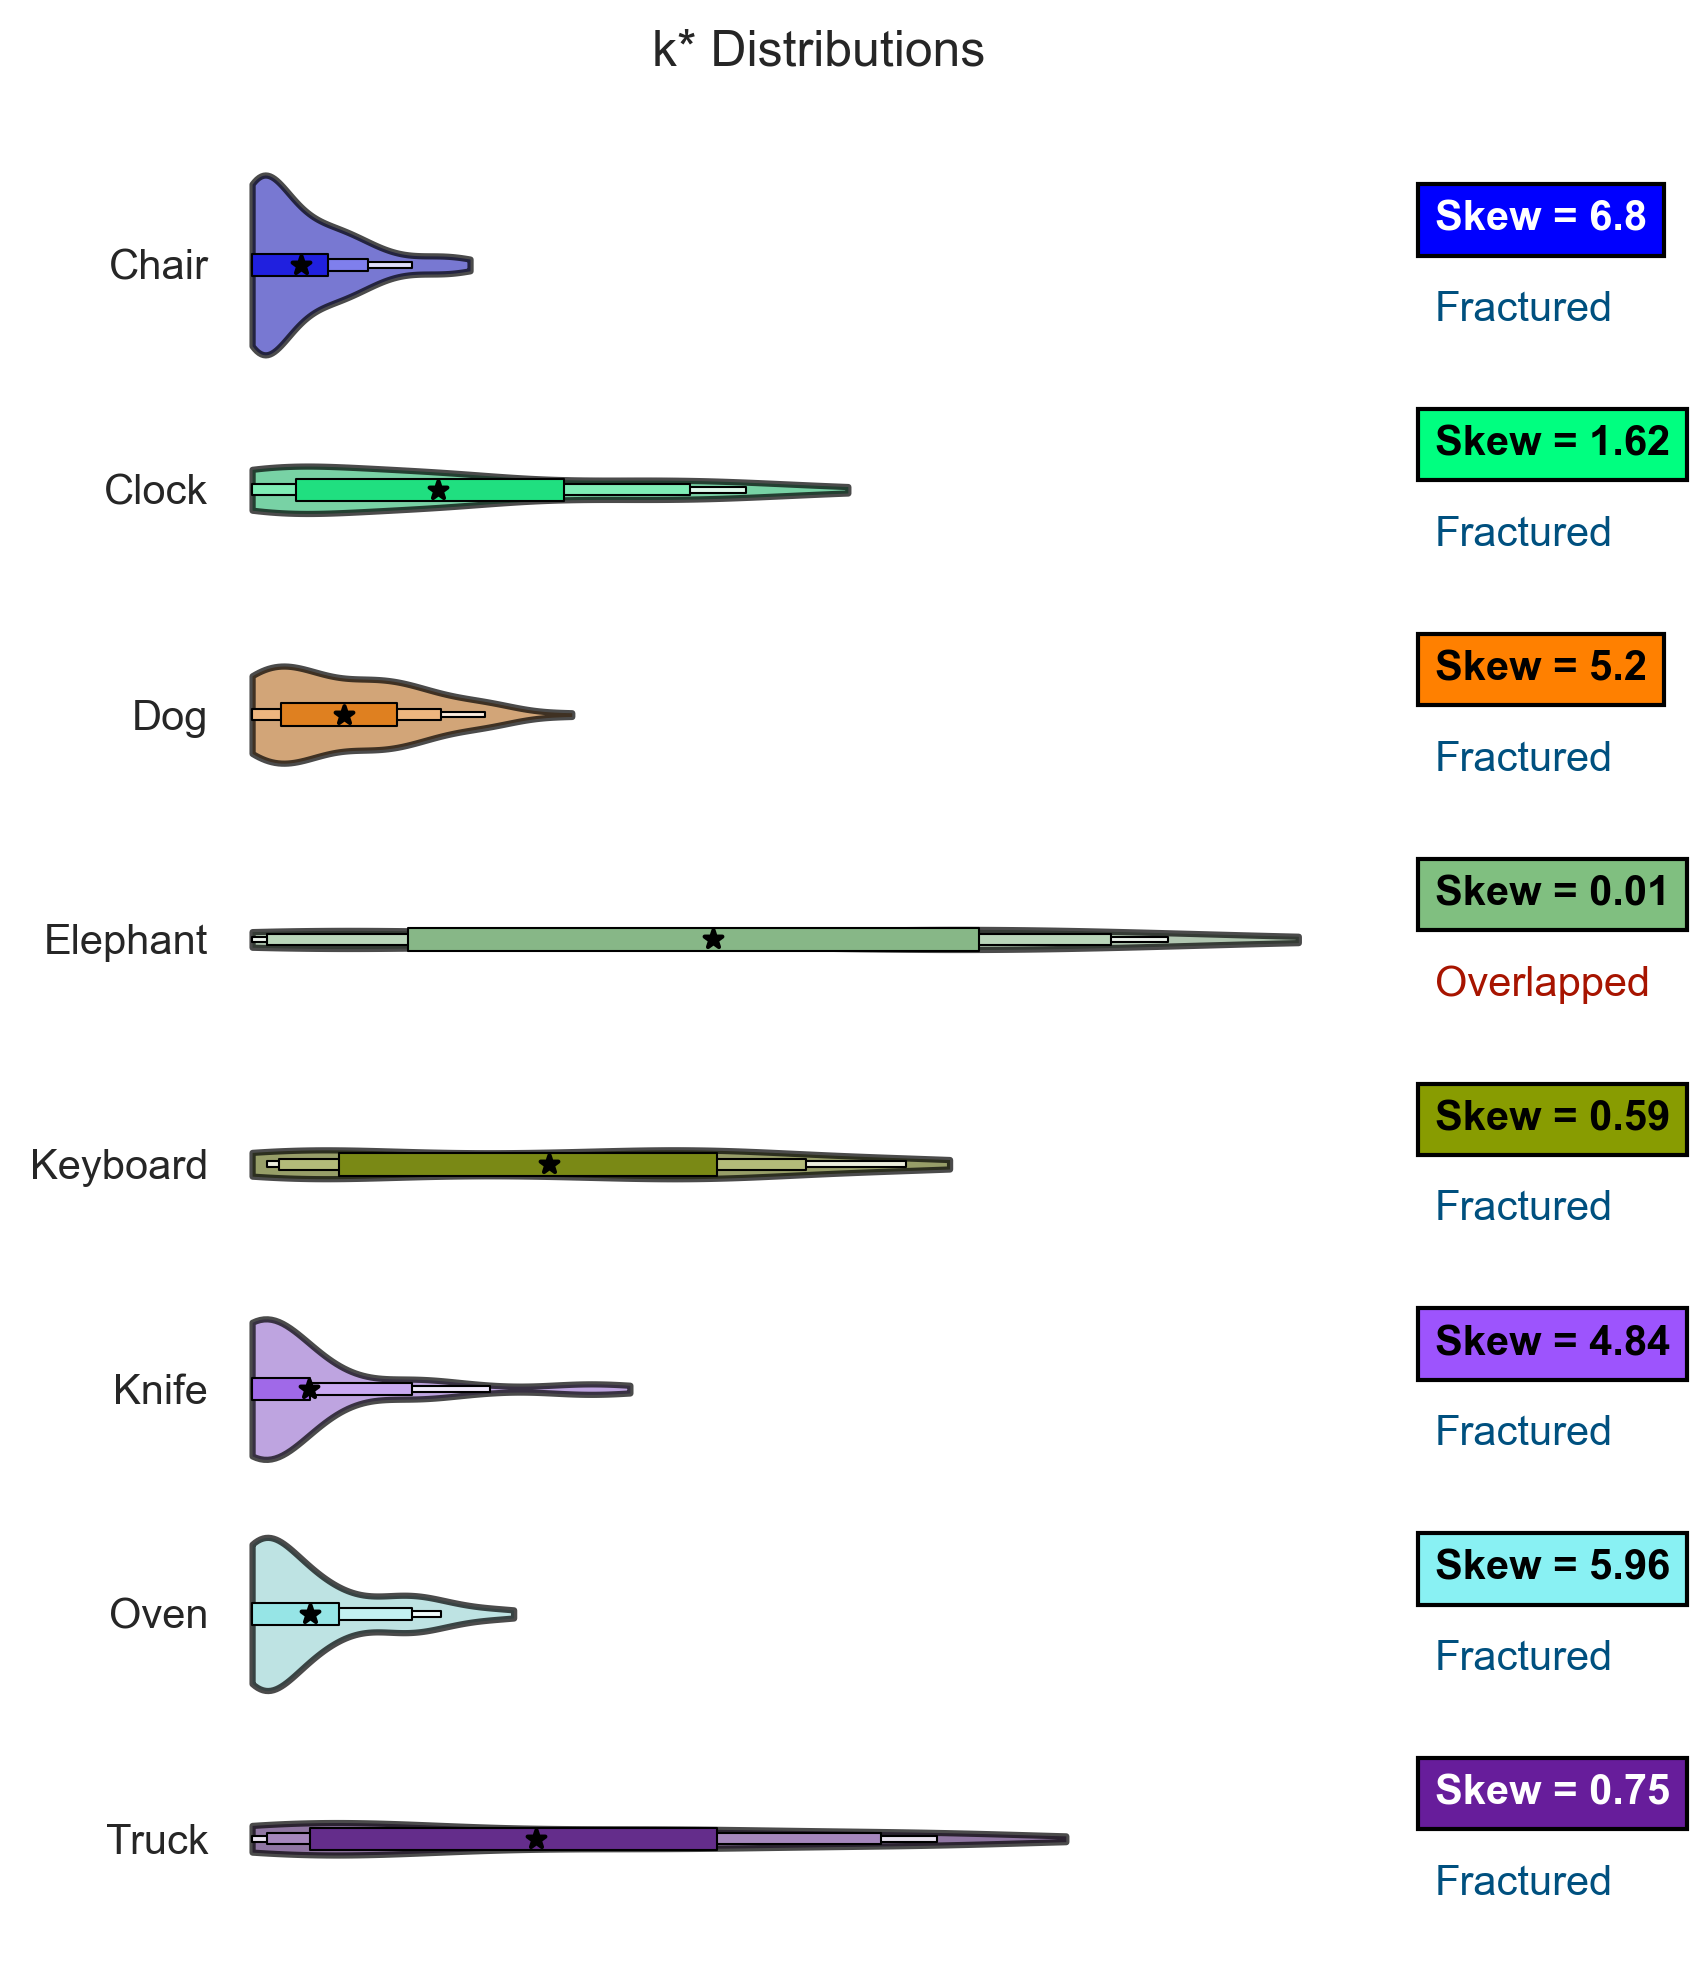 k* Distributions
Chair
Skew = 6.8
Fractured
Clock
Skew = 1.62
Fractured
Dog
Skew = 5.2
Fractured
Elephant
Skew = 0.01
Overlapped
Keyboard
Skew = 0.59
Fractured
Knife
Skew = 4.84
Fractured
Oven
Skew = 5.96
Fractured
Truck
Skew = 0.75
Fractured